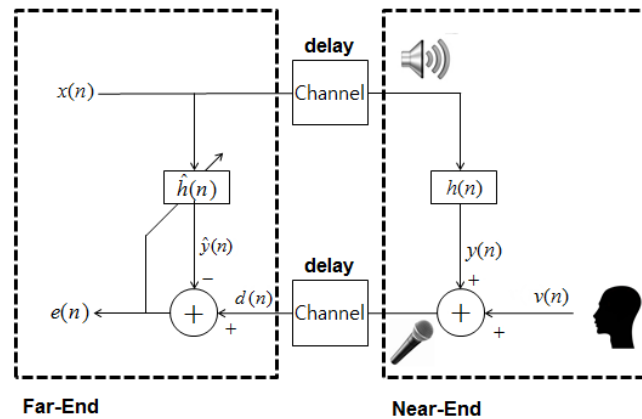 delay
x(n)
Channel
ĥ(n)
h(n)
ŷ(n)
y(n)
−
+
delay
d(n)
v(n)
e(n)
+
+
Channel
+
+
Far-End
Near-End